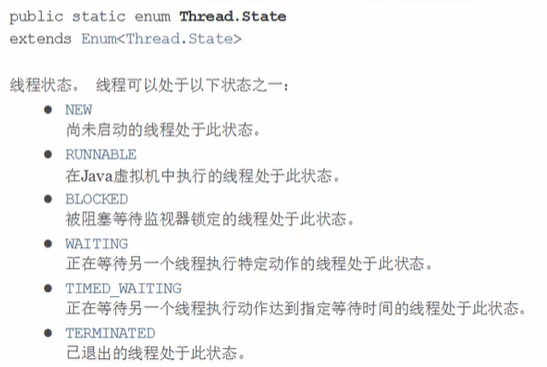 public static enum Thread.State
extends Enum<Thread.State>
线程状态。 线程可以处于以下状态之一：
● NEW
尚未启动的线程处于此状态。
● RUNNABLE
在Java虚拟机中执行的线程处于此状态。
● BLOCKED
被阻塞等待监视器锁定的线程处于此状态。
● WAITING
正在等待另一个线程执行特定动作的线程处于此状态。
● TIMED_WAITING
正在等待另一个线程执行动作达到指定等待时间的线程处于此状态。
● TERMINATED
已退出的线程处于此状态。